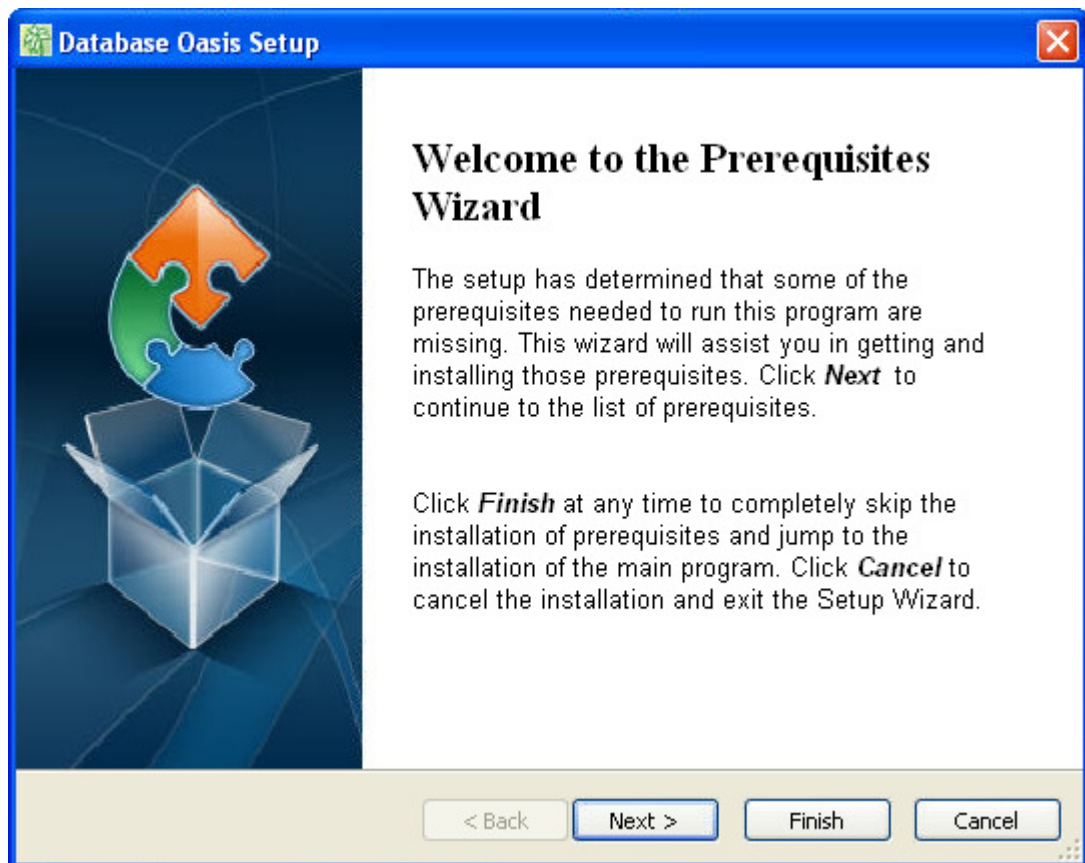 Database Oasis Setup
Welcome to the Prerequisites
Wizard
The setup has determined that some of the
prerequisites needed to run this program are
missing. This wizard will assist you in getting and
installing those prerequisites. Click Next to
continue to the list of prerequisites.
Click Finish at any time to completely skip the
installation of prerequisites and jump to the
installation of the main program. Click Cancel to
cancel the installation and exit the Setup Wizard.
< Back
Next >
Finish
Cancel